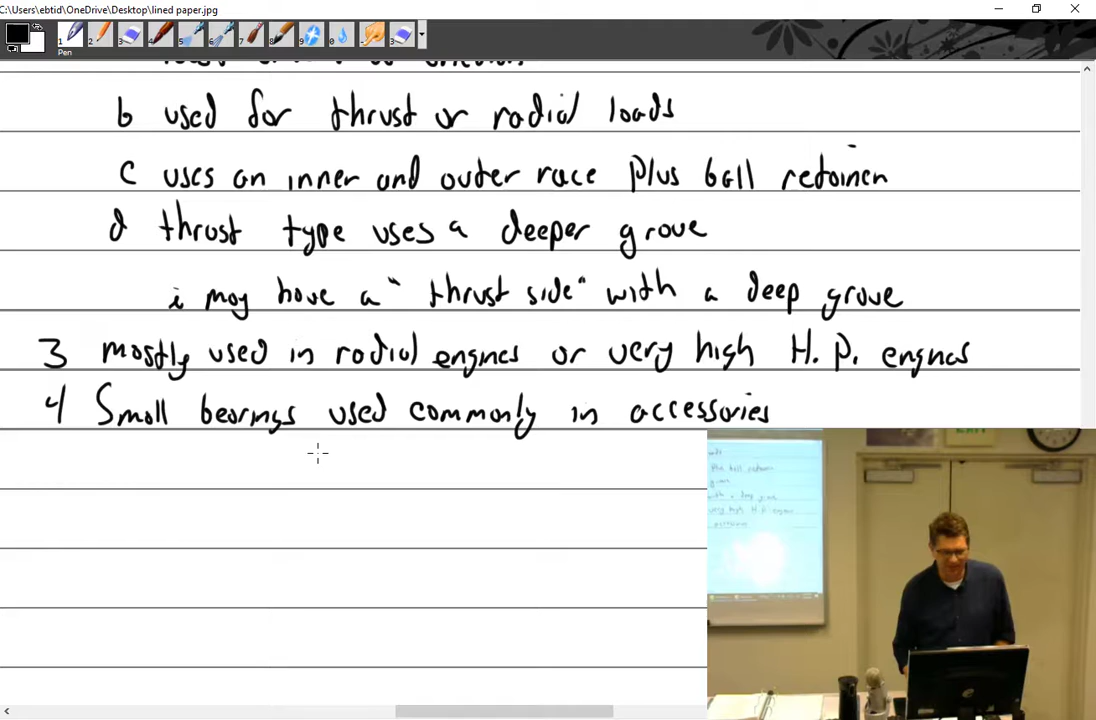 C:\Users\ebtid\OneDrive\Desktop\lined paper.jpg
Pen
b used for thrust or radial loads
c uses an inner and outer race plus ball retainer
d thrust type uses a deeper grove
i may have a "thrust side" with a deep grove
3 mostly used in radial engines or very high H.P. engines
4 Small bearings used commonly in accessories